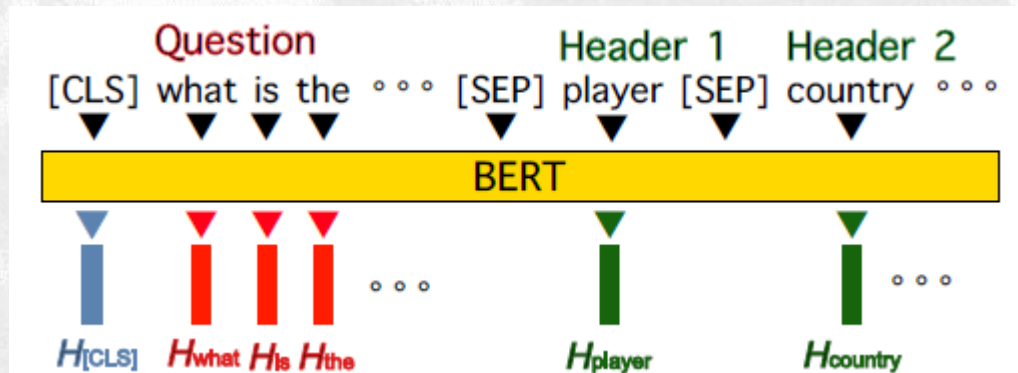 Question Header 1 Header 2
[CLS] what is the ∘∘∘ [SEP] player [SEP] country ∘∘∘
BERT
∘∘∘ ∘∘∘
H[CLS] Hwhat HIs Hthe Hplayer Hcountry